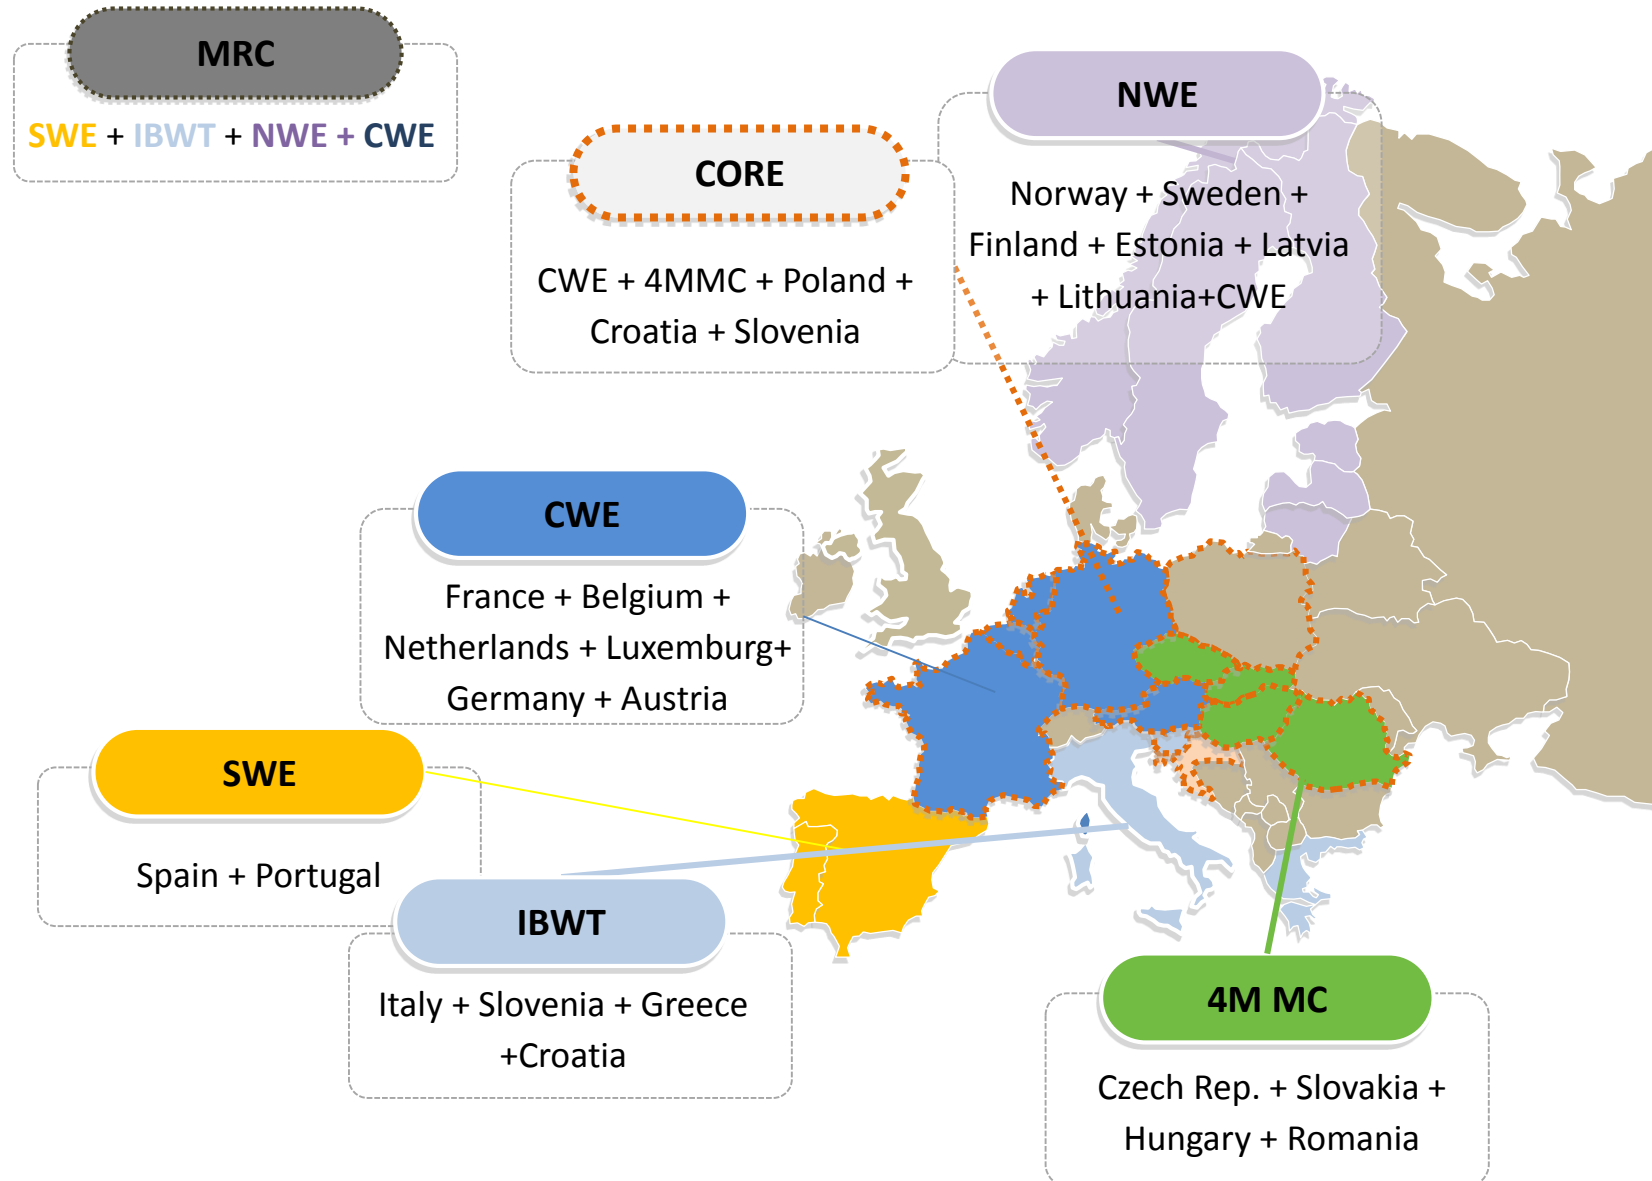 MRC
SWE + IBWT + NWE + CWE
NWE
Norway + Sweden +
Finland + Estonia + Latvia
+ Lithuania+CWE
CORE
CWE + 4MMC + Poland +
Croatia + Slovenia
CWE
France + Belgium +
Netherlands + Luxemburg+
Germany + Austria
SWE
Spain + Portugal
IBWT
Italy + Slovenia + Greece
+Croatia
4M MC
Czech Rep. + Slovakia +
Hungary + Romania